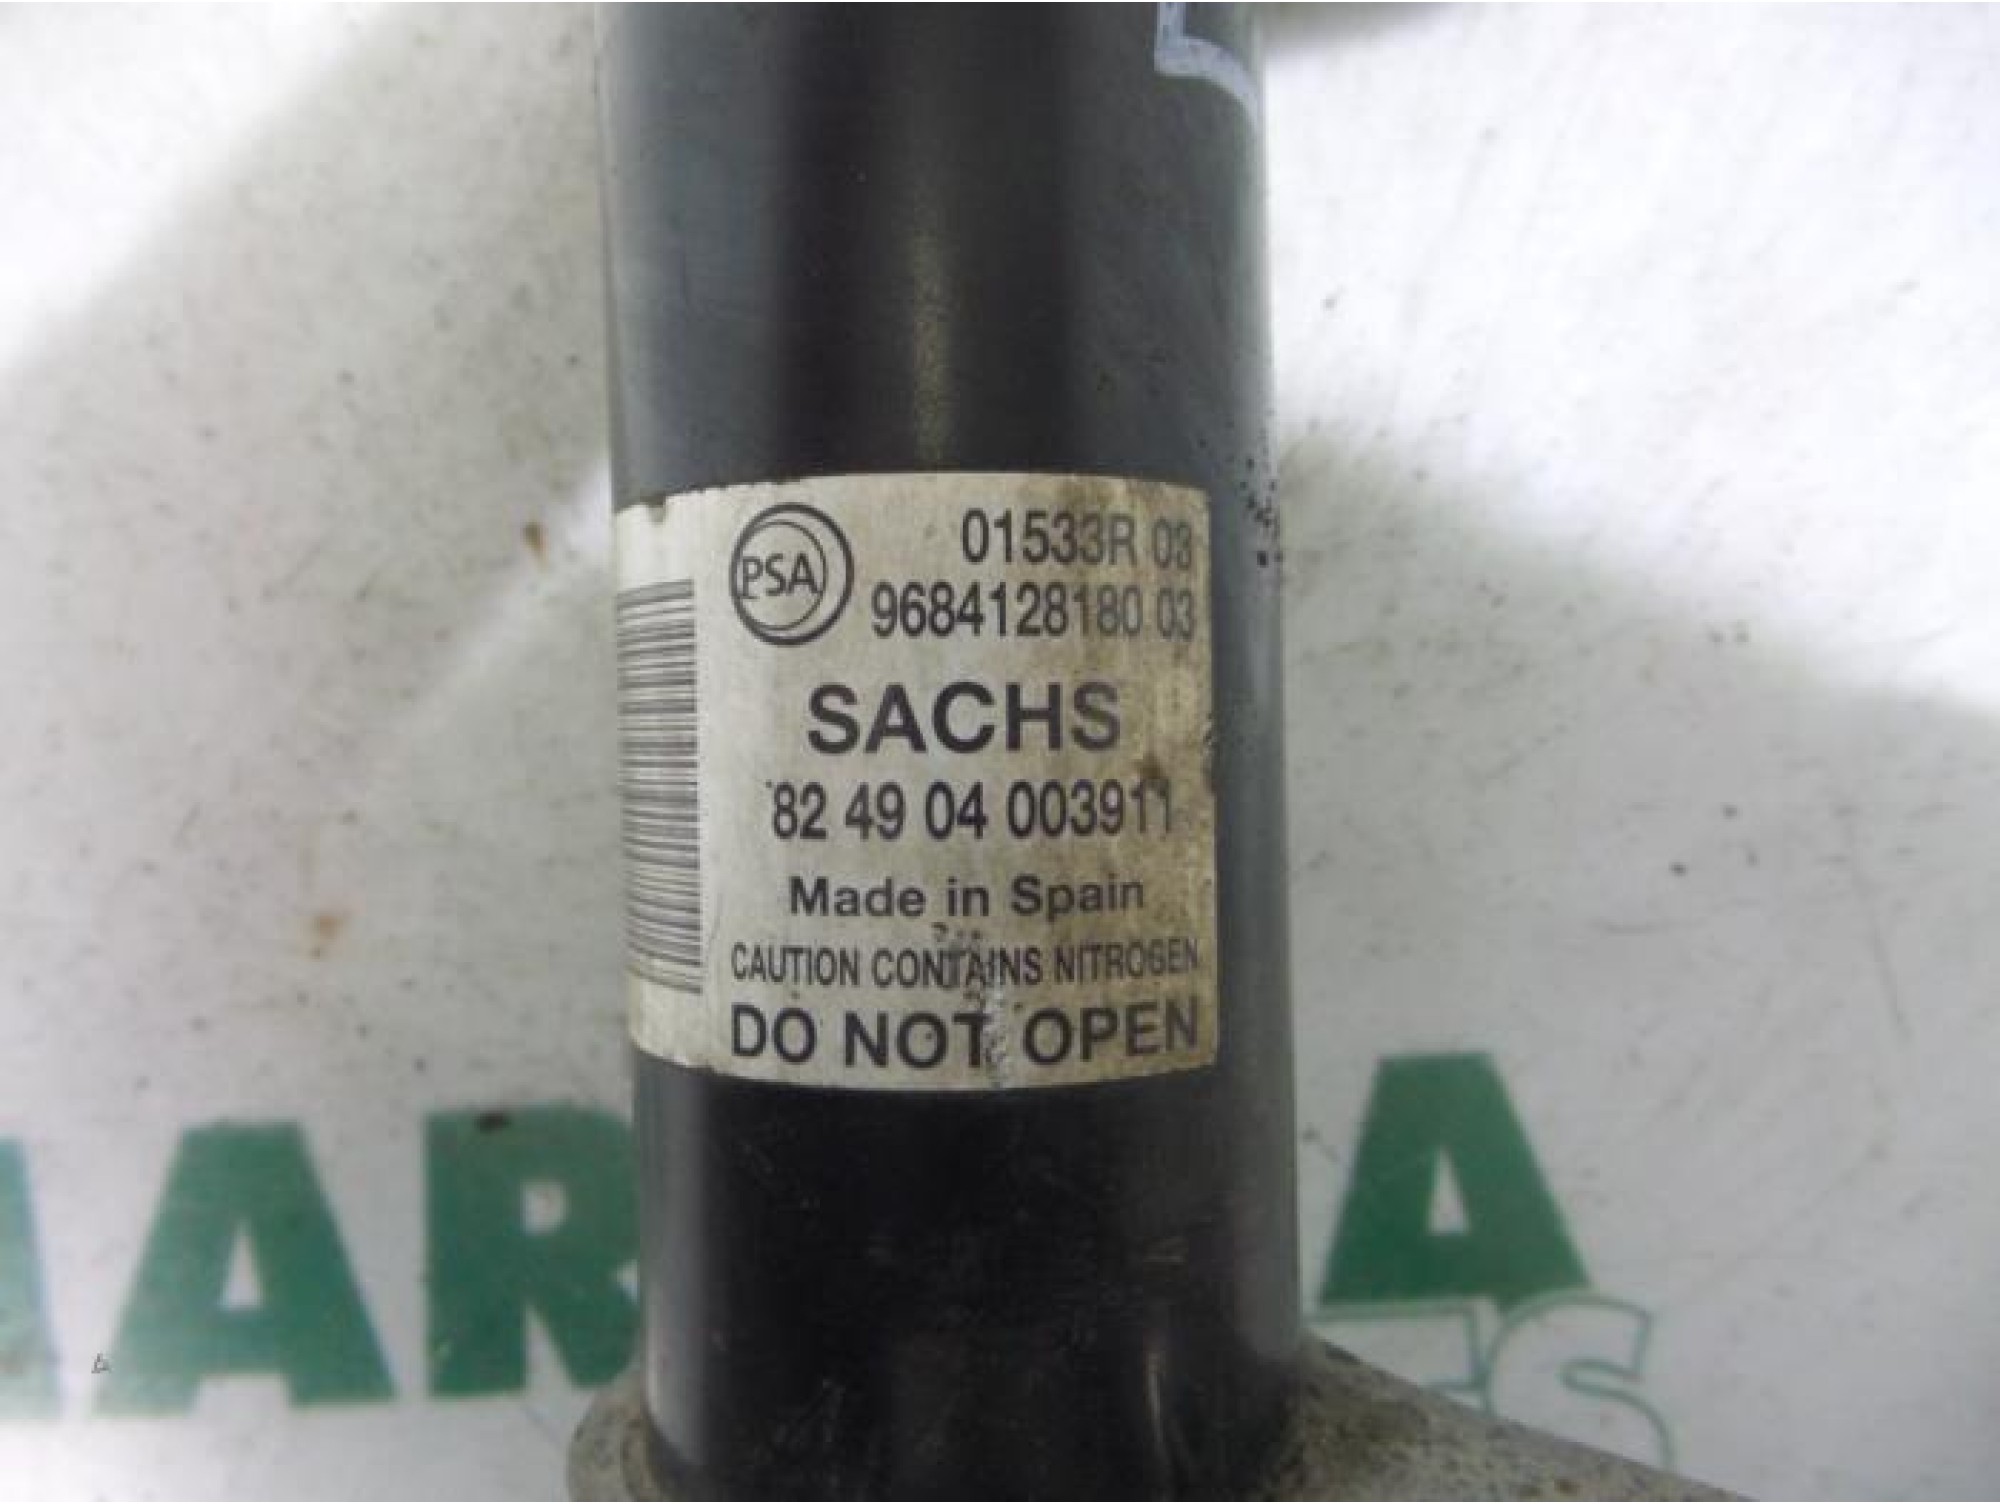 01533R 03
PSA
9684128180 03
SACHS
82 49 04 003911
Made in Spain
CAUTION CONTAINS NITROGEN
DO NOT OPEN